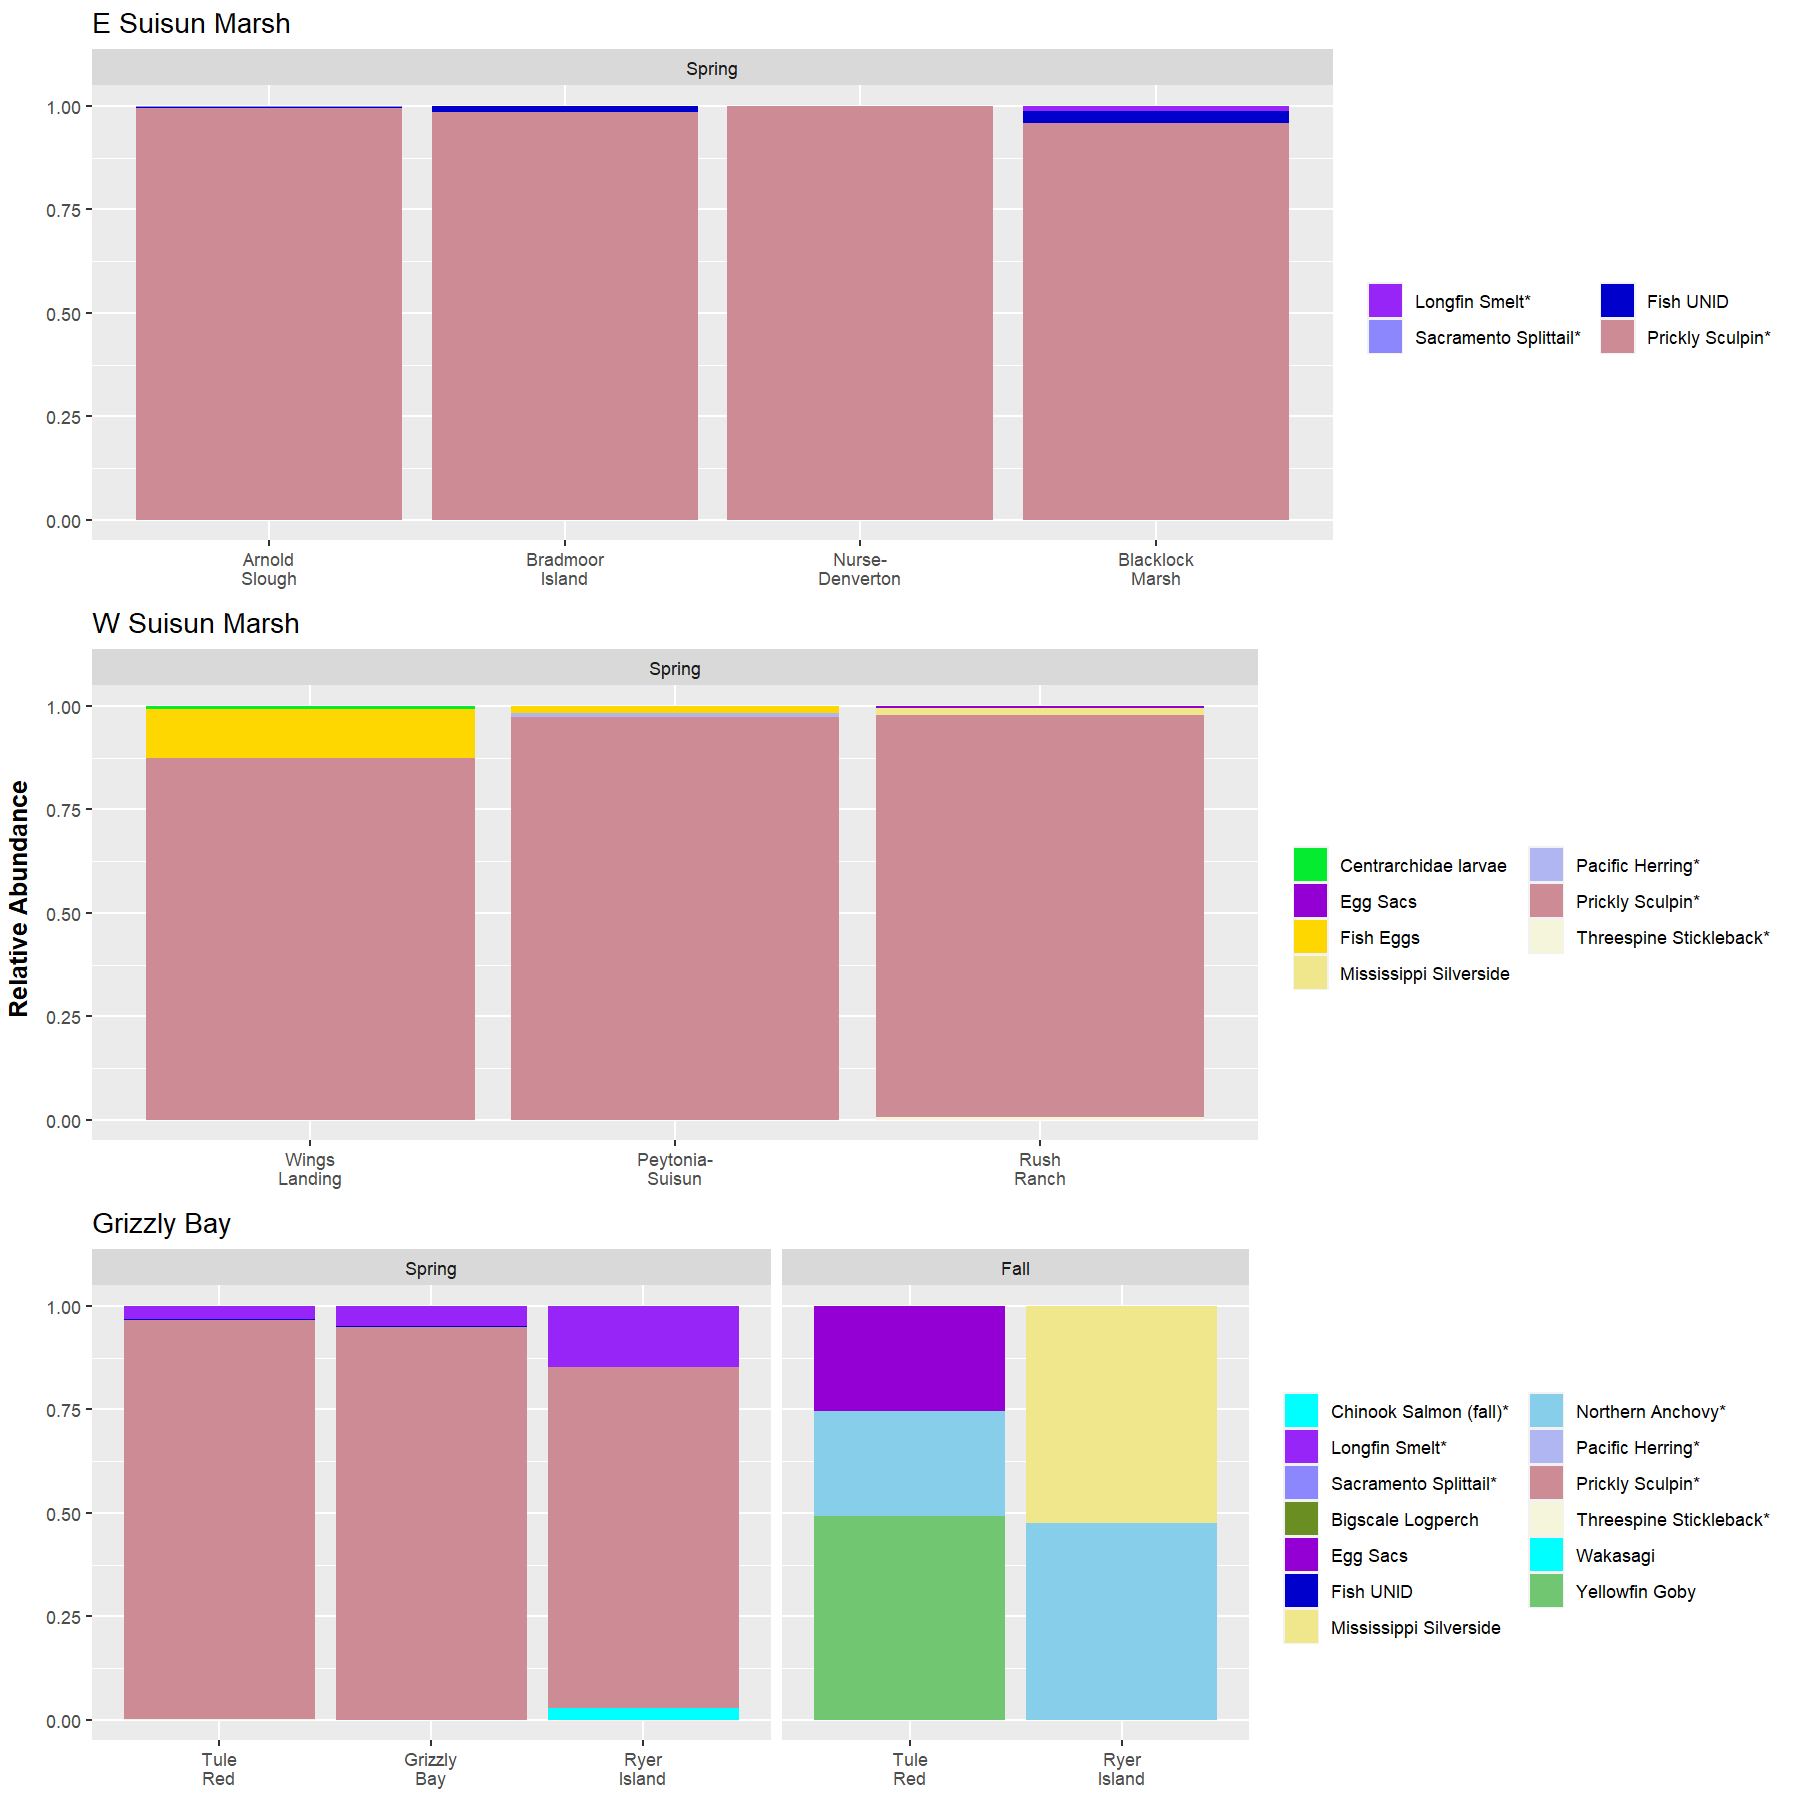 E Suisun Marsh
Spring
1.00
0.75
0.50
0.25
0.00
Arnold
Slough
Bradmoor
Island
Nurse-
Denverton
Blacklock
Marsh
Longfin Smelt*
Sacramento Splittail*
Fish UNID
Prickly Sculpin*
Relative Abundance
W Suisun Marsh
Spring
1.00
0.75
0.50
0.25
0.00
Wings
Landing
Peytonia-
Suisun
Rush
Ranch
Centrarchidae larvae
Egg Sacs
Fish Eggs
Mississippi Silverside
Pacific Herring*
Prickly Sculpin*
Threespine Stickleback*
Grizzly Bay
Spring
Fall
1.00
0.75
0.50
0.25
0.00
Tule
Red
Grizzly
Bay
Ryer
Island
Tule
Red
Ryer
Island
Chinook Salmon (fall)*
Longfin Smelt*
Sacramento Splittail*
Bigscale Logperch
Egg Sacs
Fish UNID
Mississippi Silverside
Northern Anchovy*
Pacific Herring*
Prickly Sculpin*
Threespine Stickleback*
Wakasagi
Yellowfin Goby